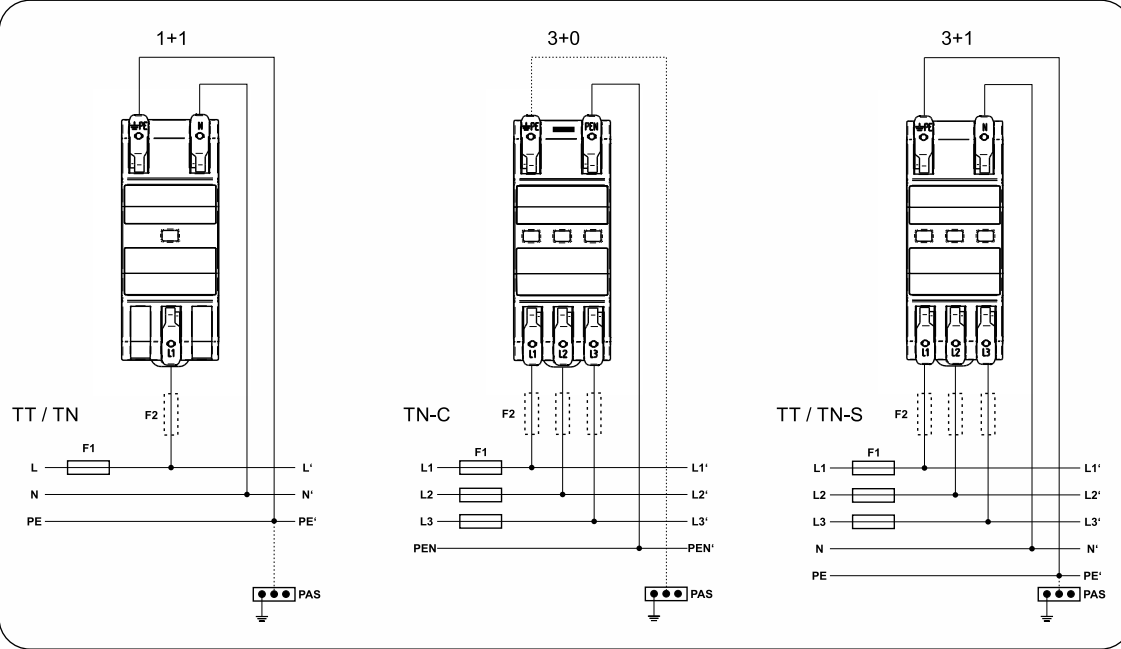 1+1
PE N
L1
TT / TN
F2
F1
L L‘
N N‘
PE PE‘
PAS
3+0
PE PEN
L1 L2 L3
TN-C
F2
F1
L1 L1‘
L2 L2‘
L3 L3‘
PEN PEN‘
PAS
3+1
PE N
L1 L2 L3
TT / TN-S
F2
F1
L1 L1‘
L2 L2‘
L3 L3‘
N N‘
PE PE‘
PAS